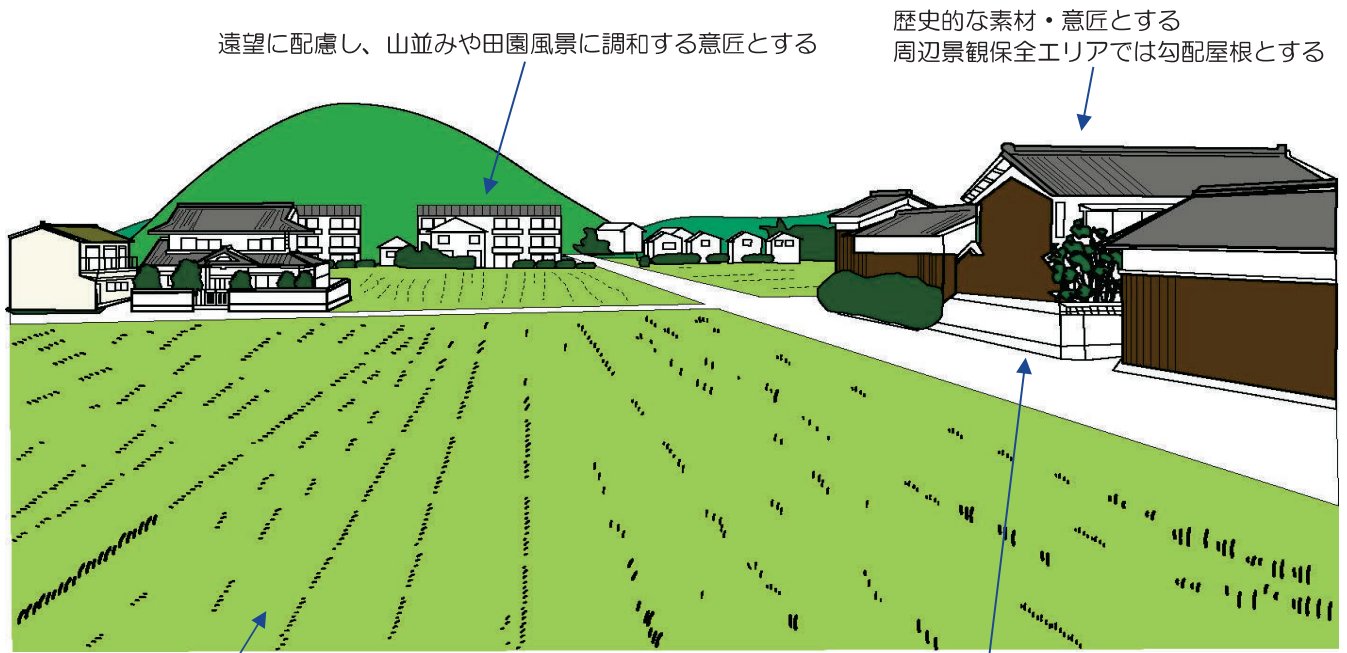 遠望に配慮し、山並みや田園風景に調和する意匠とする
歴史的な素材・意匠とする
周辺景観保全エリアでは勾配屋根とする